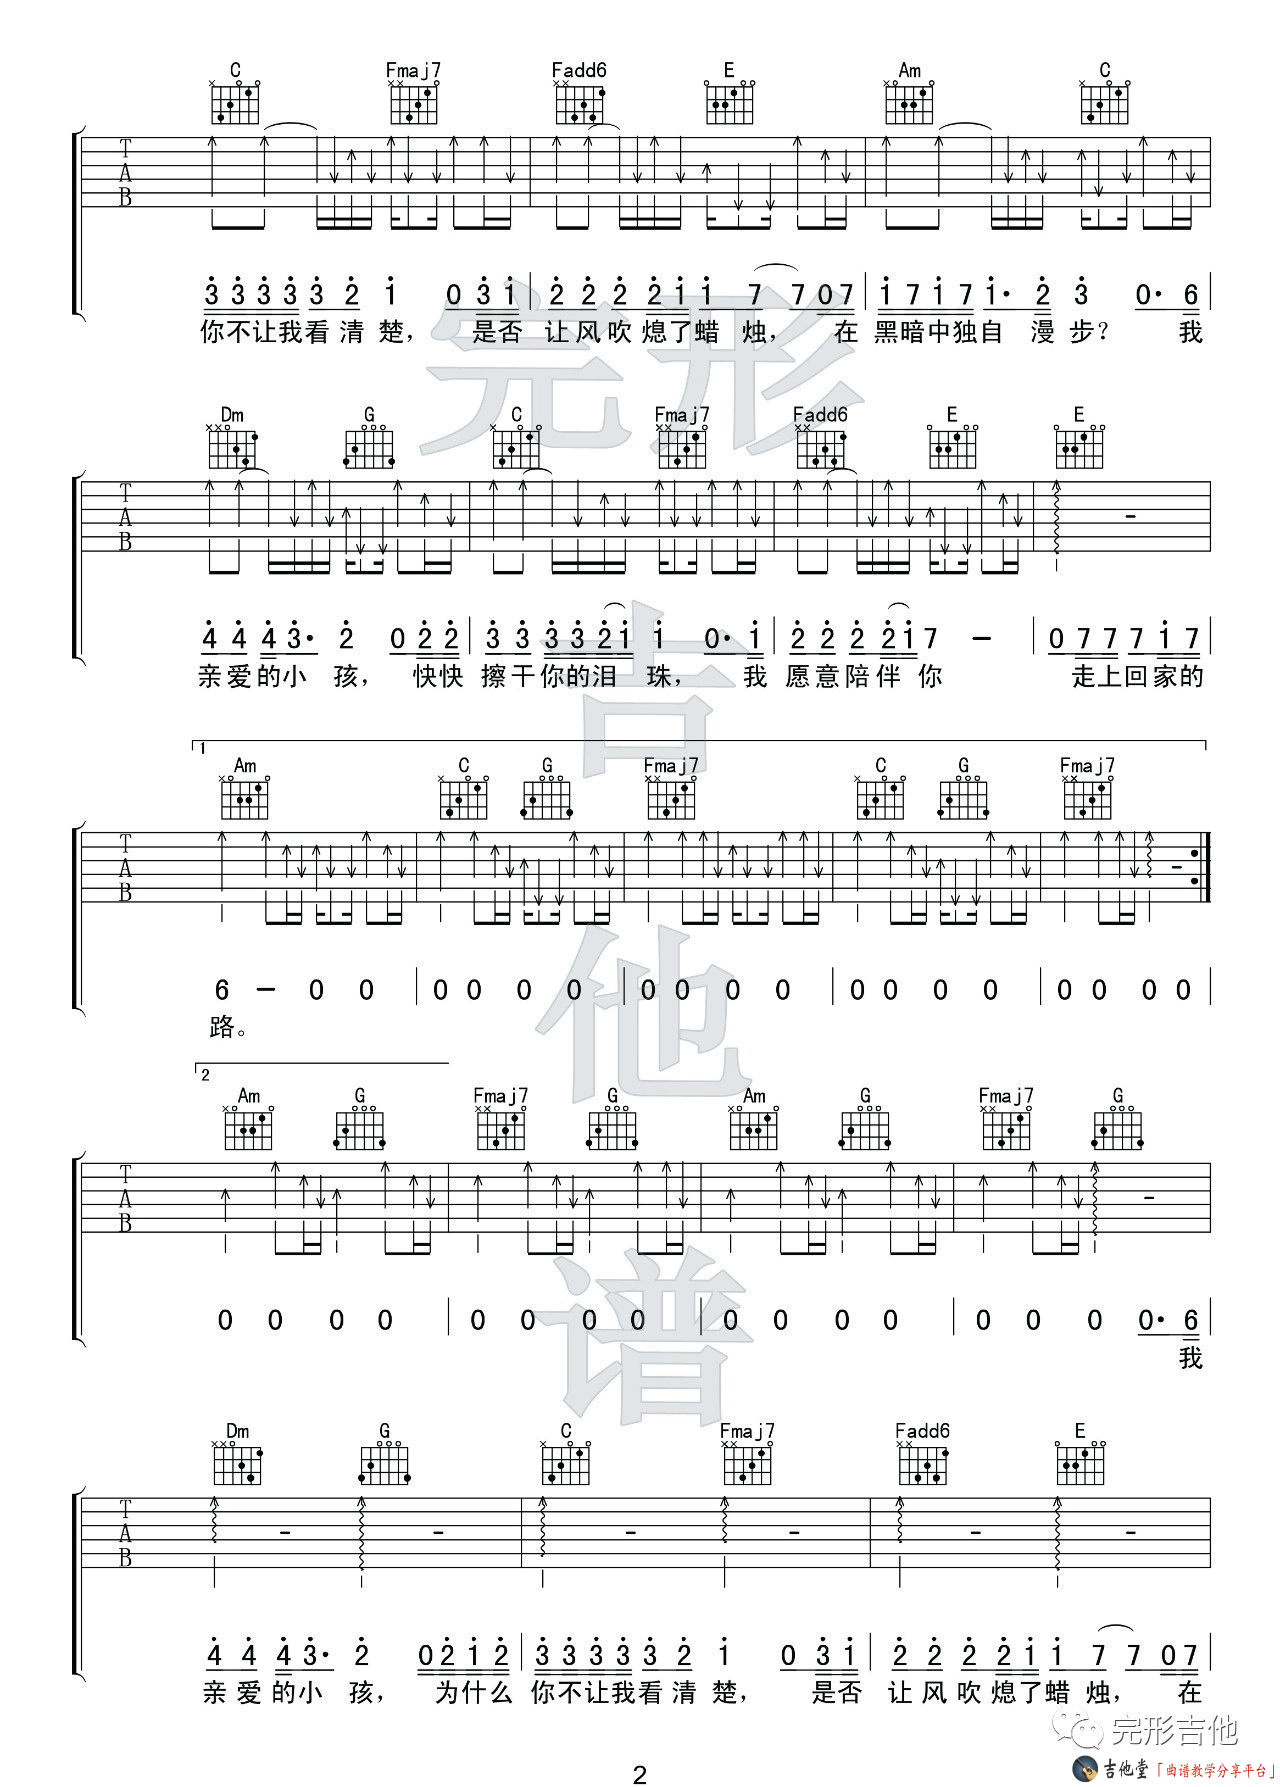 C Fmaj7 Fadd6 E Am C
T
A
B
3 3 3 3 3 2 1 0 3 1 | 2 2 2 2 1 1 7 7 0 7 | 1 7 1 7 1· 2 3 0· 6 |
你不让我看清楚， 是否 让风吹熄了蜡烛， 在 黑暗中独自 漫步？ 我
Dm G C Fmaj7 Fadd6 E E
T
A
B
4 4 4 3· 2 0 2 2 | 3 3 3 3 2 1 1 0· 1 | 2 2 2 2 1 7 － | 0 7 7 7 1 7
亲爱的小孩， 快快 擦干你的泪珠， 我 愿意陪伴你 走上回家的
1
Am C G Fmaj7 C G Fmaj7
T
A
B
6 － 0 0 | 0 0 0 0 | 0 0 0 0 | 0 0 0 0 | 0 0 0 0 |
路。
2
Am G Fmaj7 G Am G Fmaj7 G
T
A
B
0 0 0 0 | 0 0 0 0 | 0 0 0 0 | 0 0 0 0· 6 |
我
Dm G C Fmaj7 Fadd6 E
T
A
B
4 4 4 3· 2 0 2 1 2 | 3 3 3 3 3 2 1 0 3 1 | 2 2 2 2 1 1 7 7 0 7
亲爱的小孩， 为什么 你不让我看清楚， 是否 让风吹熄了蜡烛， 在
完形吉他谱
完形吉他
吉他堂「曲谱教学分享平台」
2